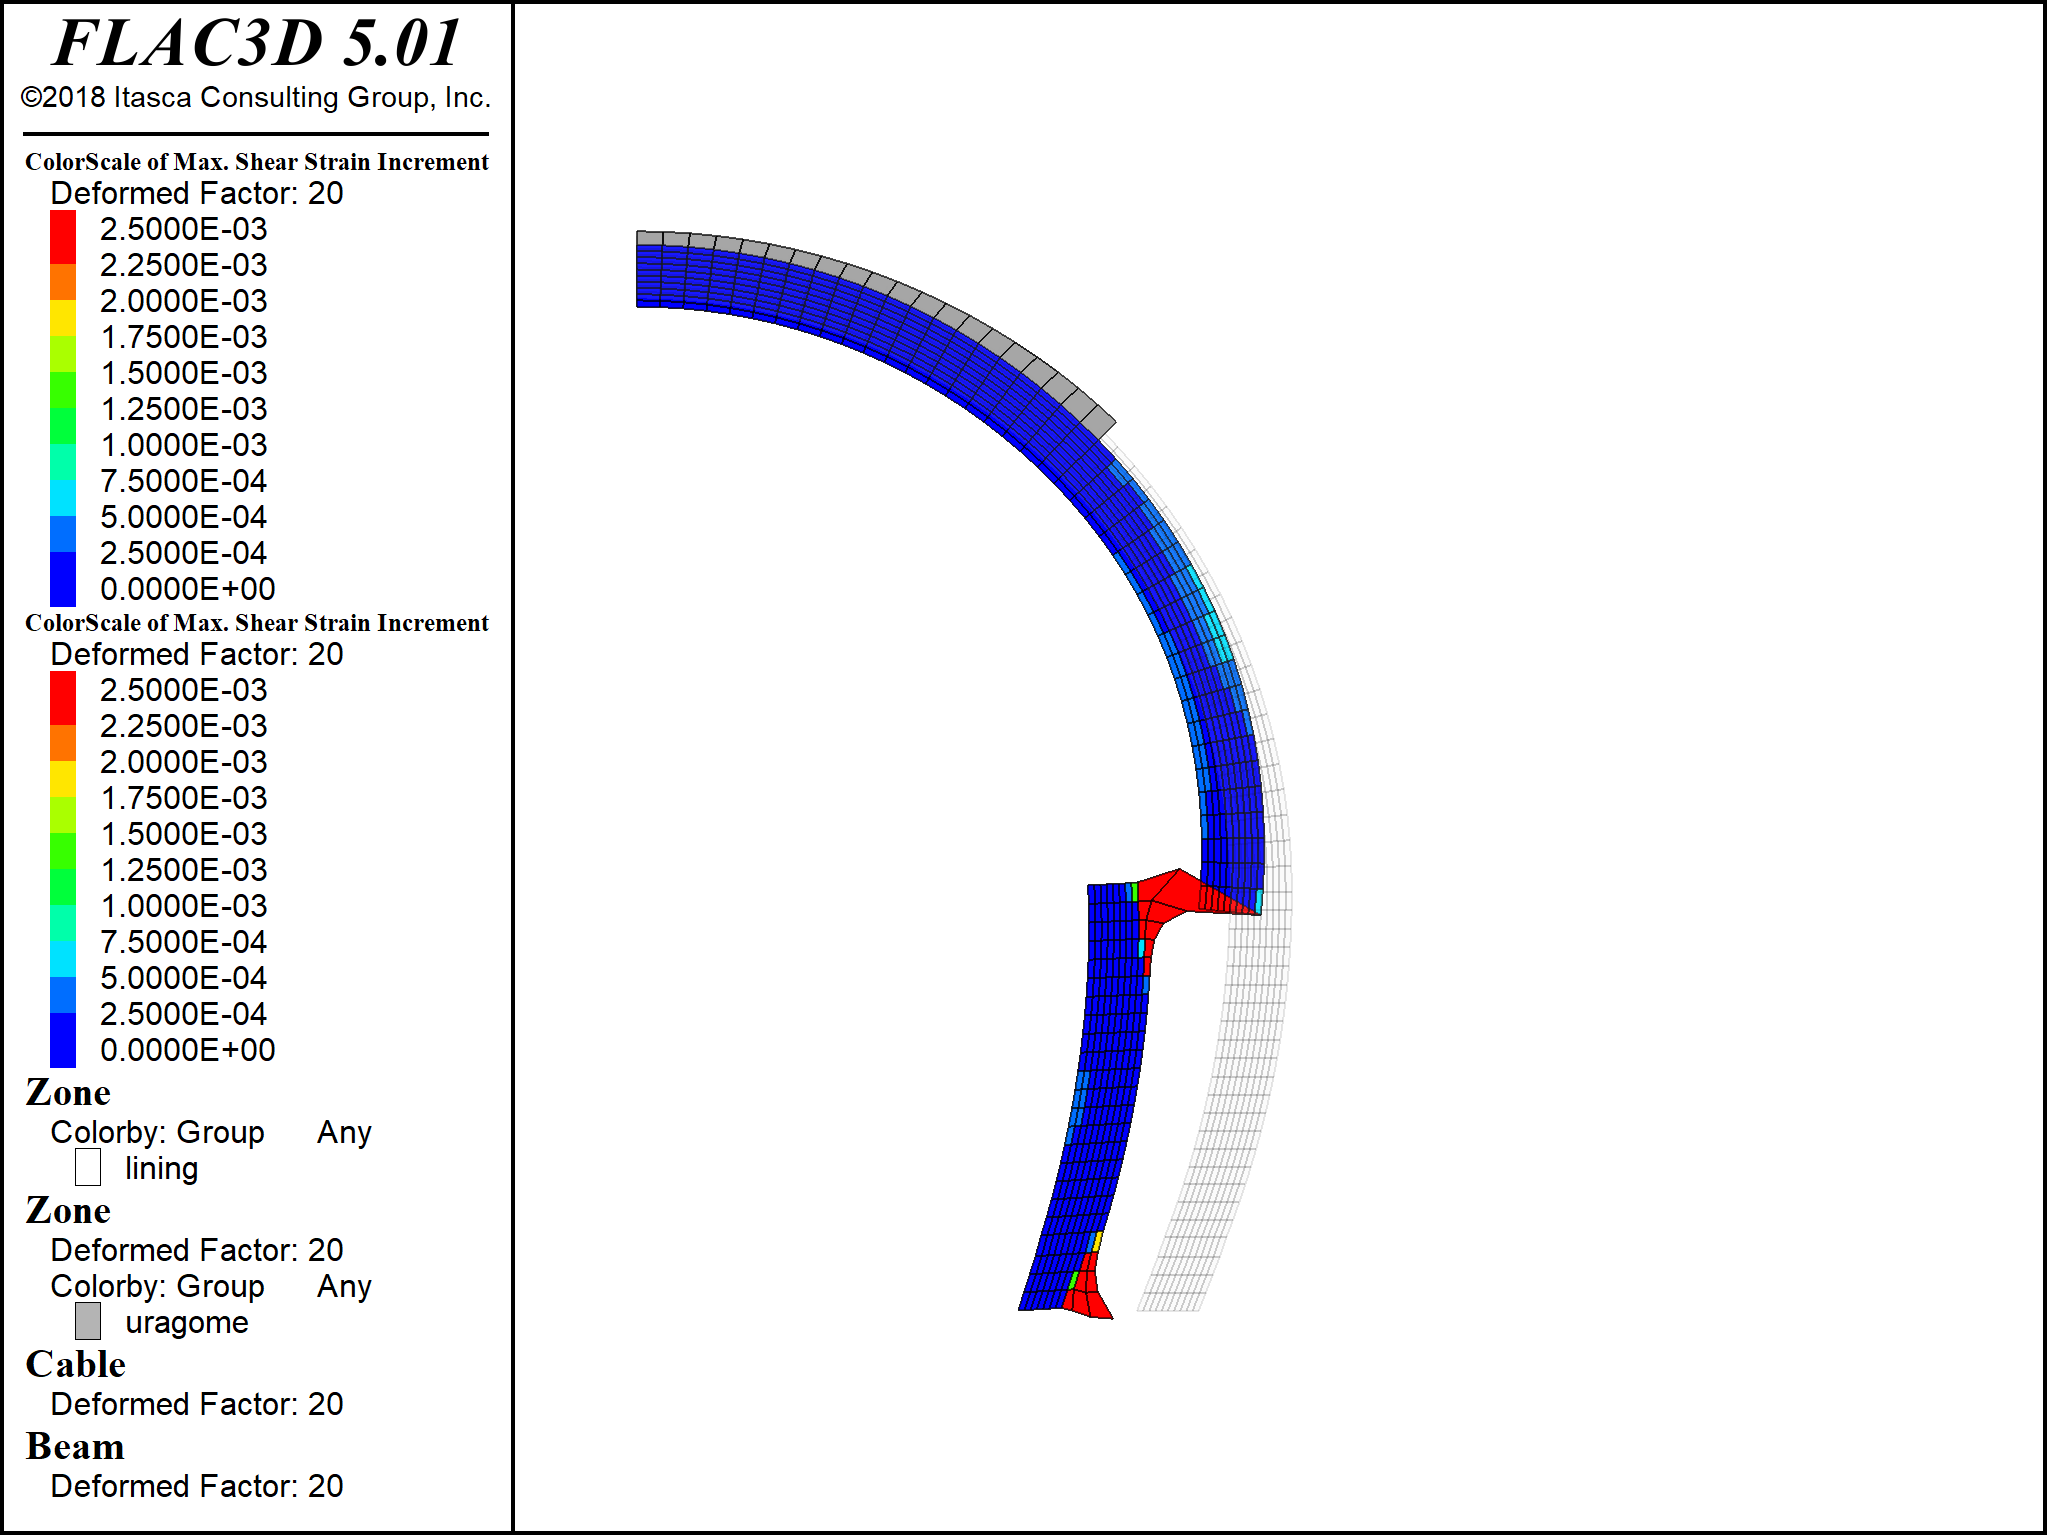 FLAC3D 5.01
©2018 Itasca Consulting Group, Inc.
ColorScale of Max. Shear Strain Increment
Deformed Factor: 20
2.5000E-03
2.2500E-03
2.0000E-03
1.7500E-03
1.5000E-03
1.2500E-03
1.0000E-03
7.5000E-04
5.0000E-04
2.5000E-04
0.0000E+00
ColorScale of Max. Shear Strain Increment
Deformed Factor: 20
2.5000E-03
2.2500E-03
2.0000E-03
1.7500E-03
1.5000E-03
1.2500E-03
1.0000E-03
7.5000E-04
5.0000E-04
2.5000E-04
0.0000E+00
Zone
Colorby: Group Any
lining
Zone
Deformed Factor: 20
Colorby: Group Any
uragome
Cable
Deformed Factor: 20
Beam
Deformed Factor: 20